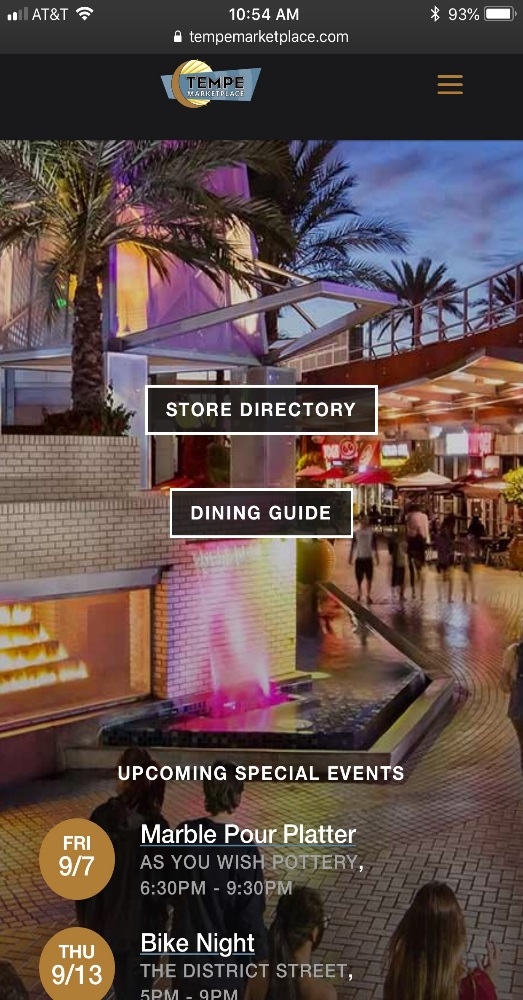 AT&T
10:54 AM
93%
tempemarketplace.com
TEMPE
MARKETPLACE
STORE DIRECTORY
DINING GUIDE
UPCOMING SPECIAL EVENTS
FRI
9/7
Marble Pour Platter
AS YOU WISH POTTERY,
6:30PM - 9:30PM
THU
9/13
Bike Night
THE DISTRICT STREET,
5PM - 9PM